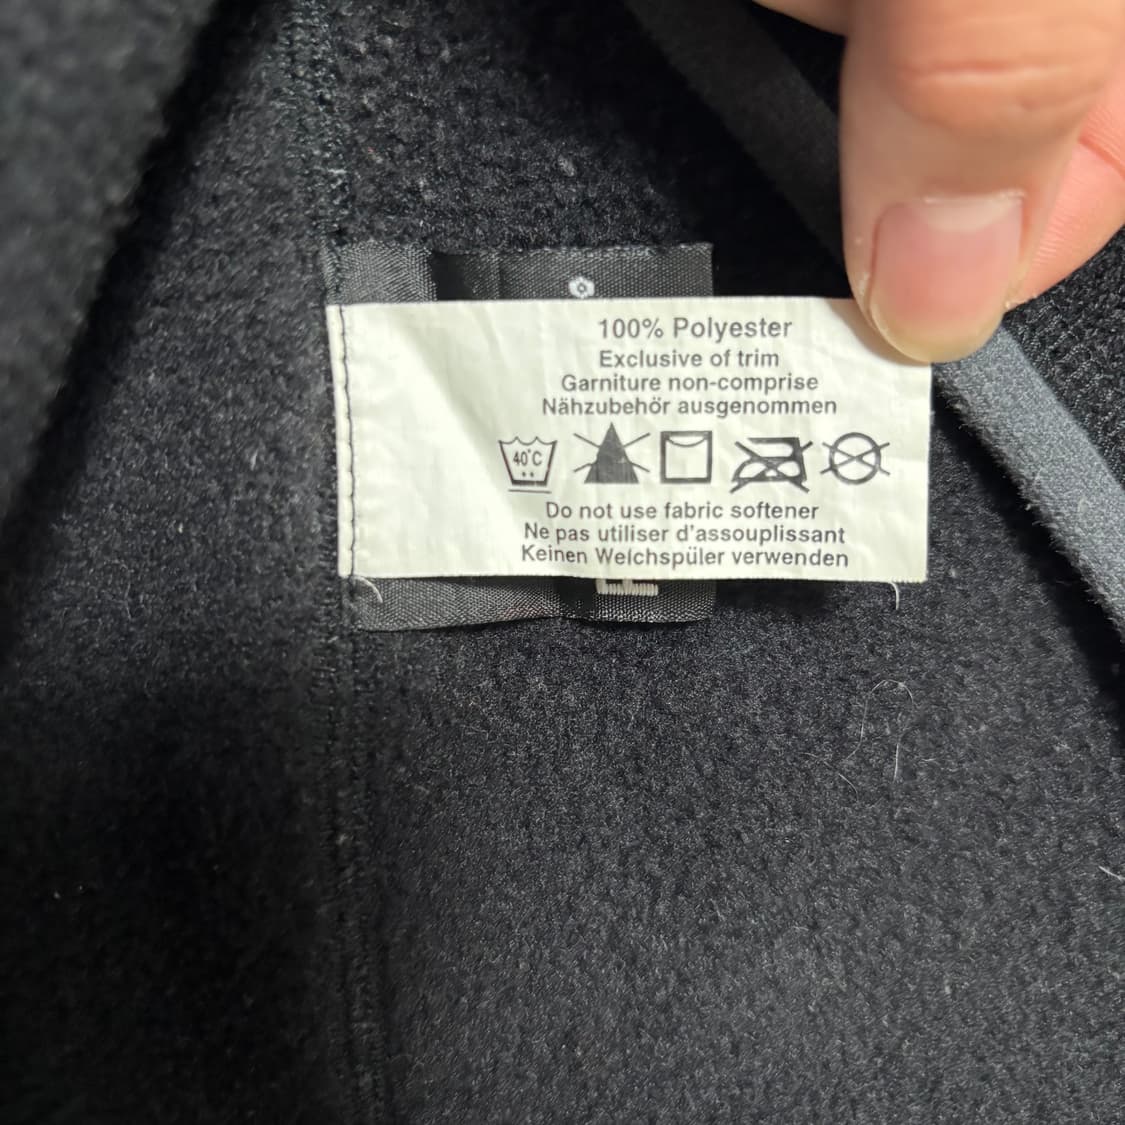 100% Polyester
Exclusive of trim
Garniture non-comprise
Nähzubehör ausgenommen
40°C
Do not use fabric softener
Ne pas utiliser d'assouplissant
Keinen Weichspüler verwenden